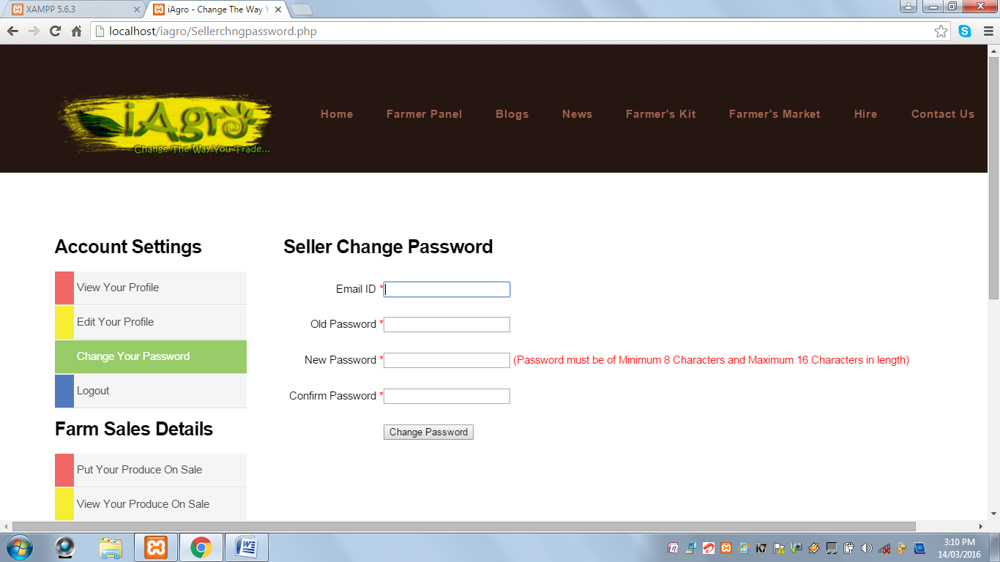 XAMPP 5.6.3
iAgro - Change The Way Y
localhost/iagro/Sellerchngpassword.php
iAgro
Change The Way You Trade...
Home Farmer Panel Blogs News Farmer's Kit Farmer's Market Hire Contact Us
Account Settings
View Your Profile
Edit Your Profile
Change Your Password
Logout
Farm Sales Details
Put Your Produce On Sale
View Your Produce On Sale
Seller Change Password
Email ID *
Old Password *
New Password * (Password must be of Minimum 8 Characters and Maximum 16 Characters in length)
Confirm Password *
Change Password
K7
3:10 PM
14/03/2016